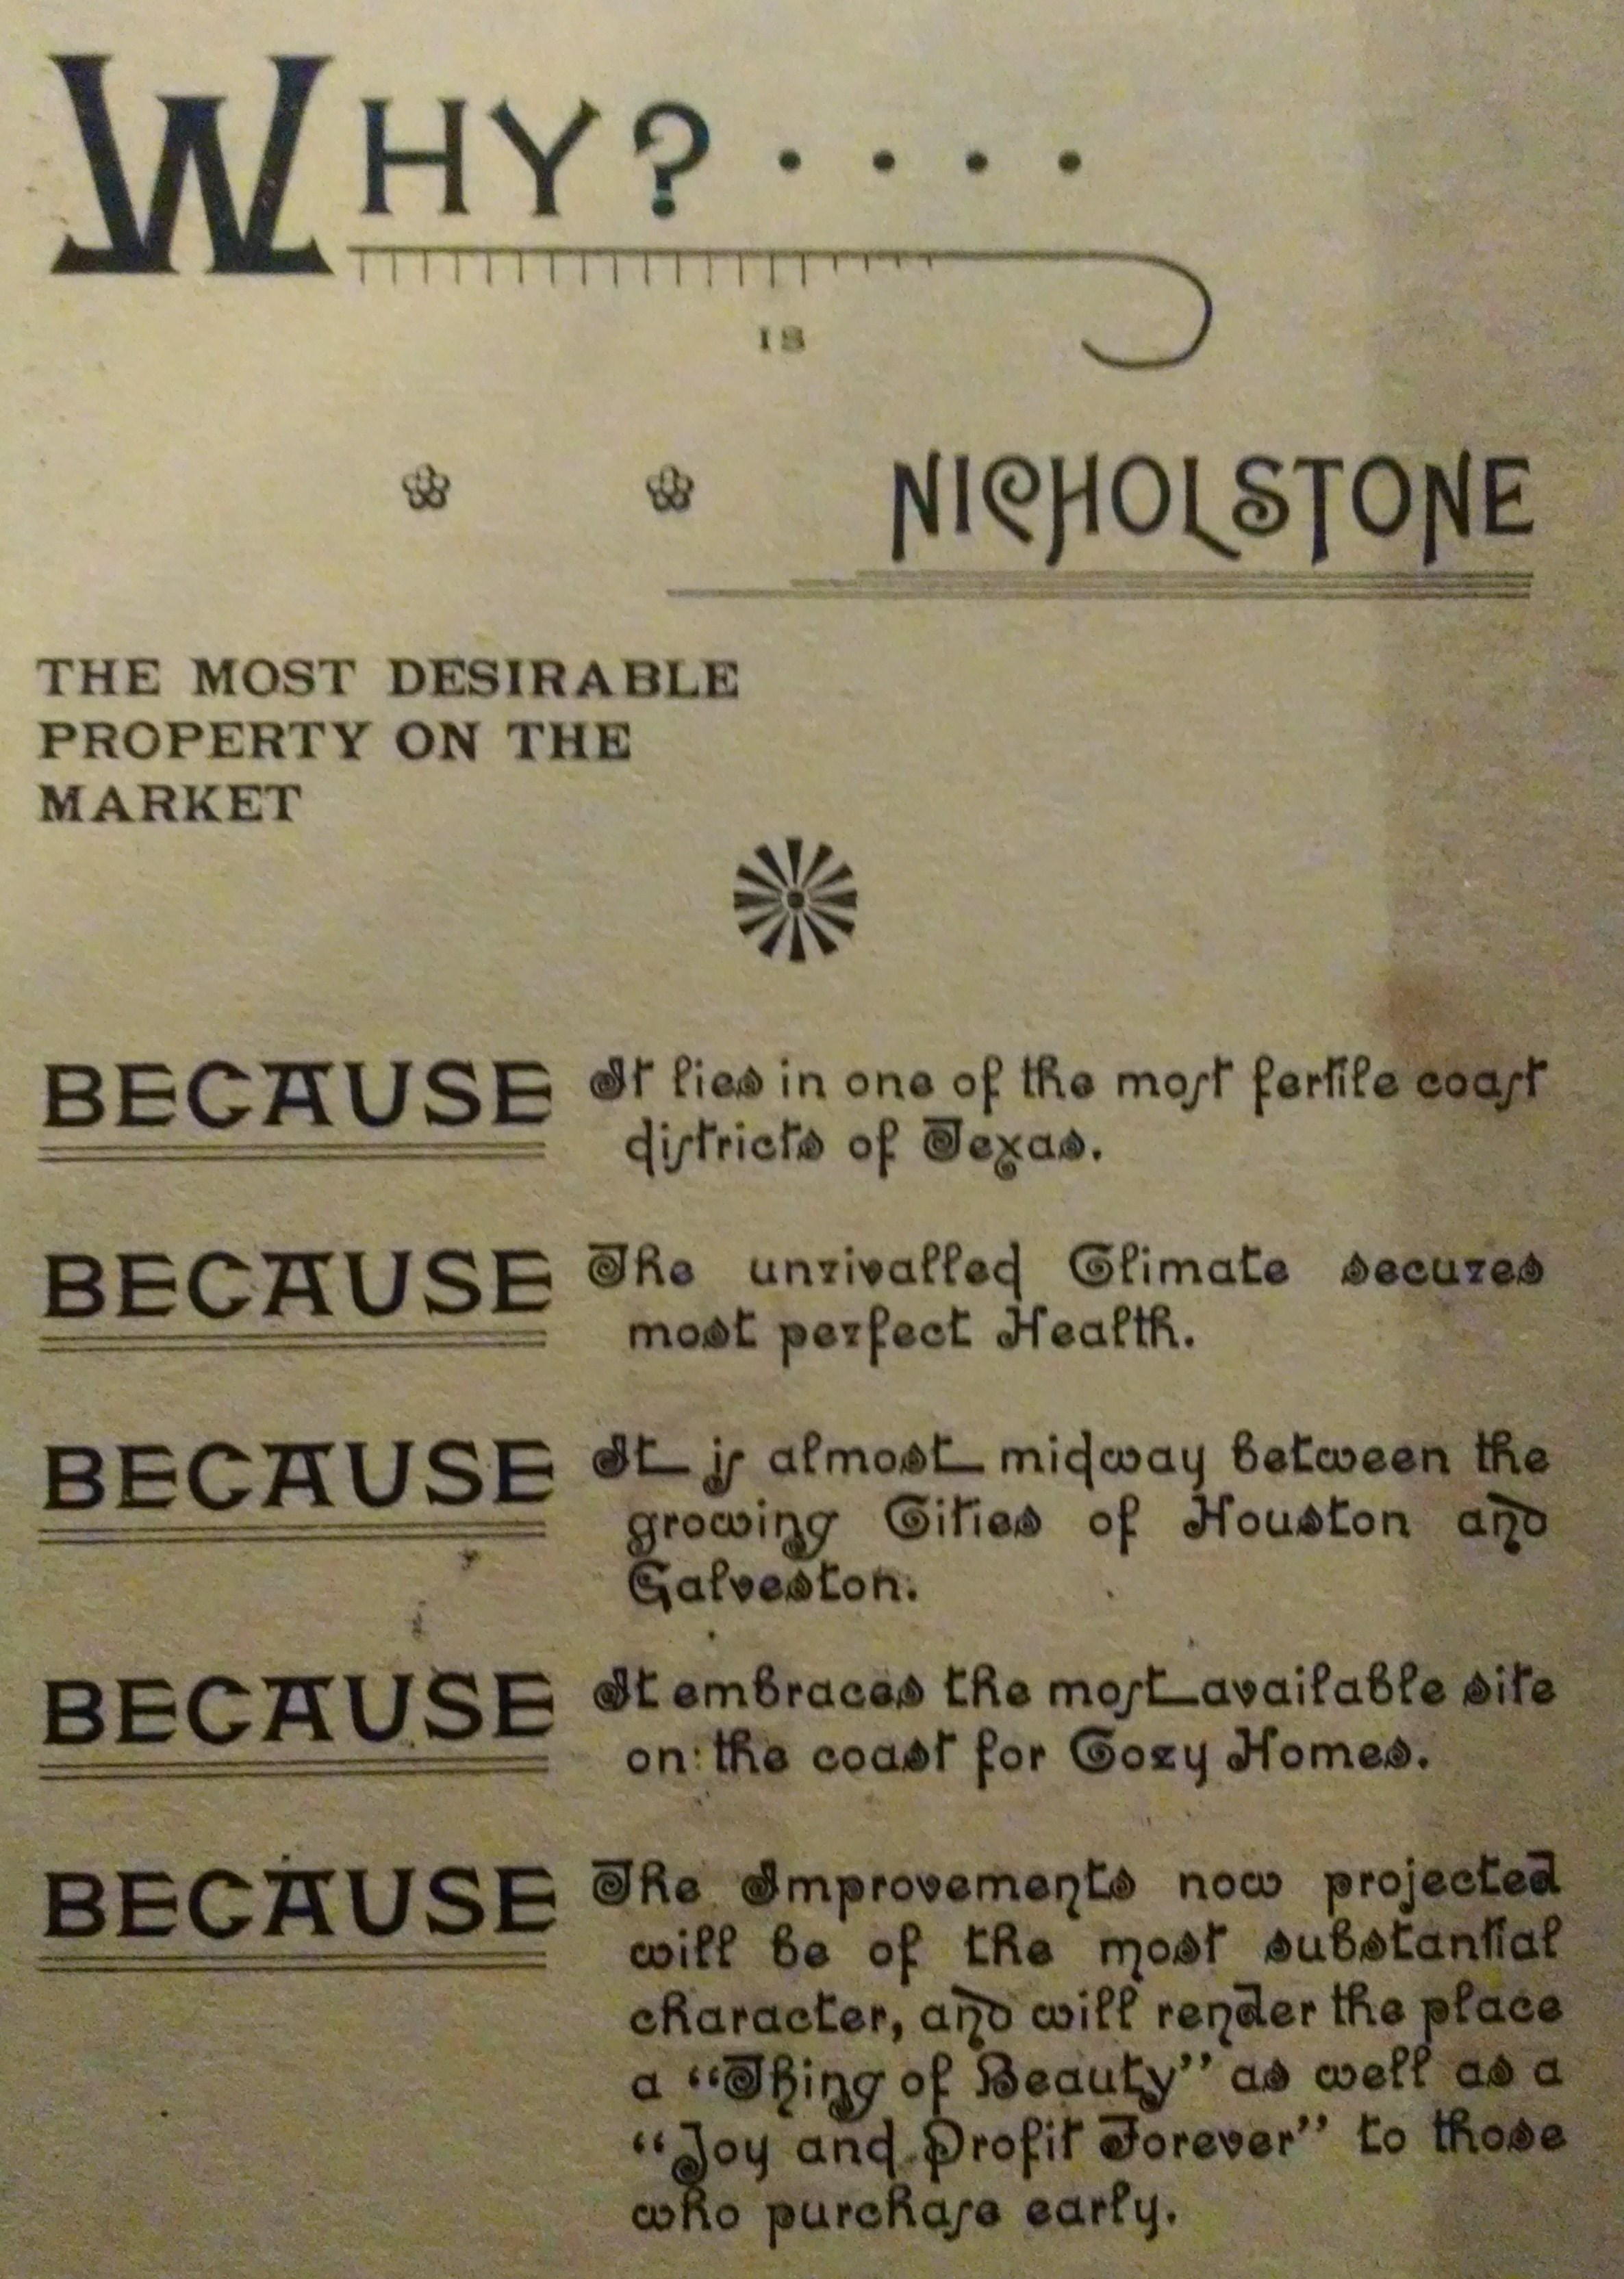 WHY? . . . .
IS
NICHOLSTONE
THE MOST DESIRABLE
PROPERTY ON THE
MARKET
BECAUSE It lies in one of the most fertile coast
districts of Texas.
BECAUSE The unrivalled Climate secures
most perfect Health.
BECAUSE It is almost midway between the
growing Cities of Houston and
Galveston.
BECAUSE It embraces the most available site
on the coast for Cozy Homes.
BECAUSE The Improvements now projected
will be of the most substantial
character, and will render the place
a “Thing of Beauty” as well as a
“Joy and Profit Forever” to those
who purchase early.